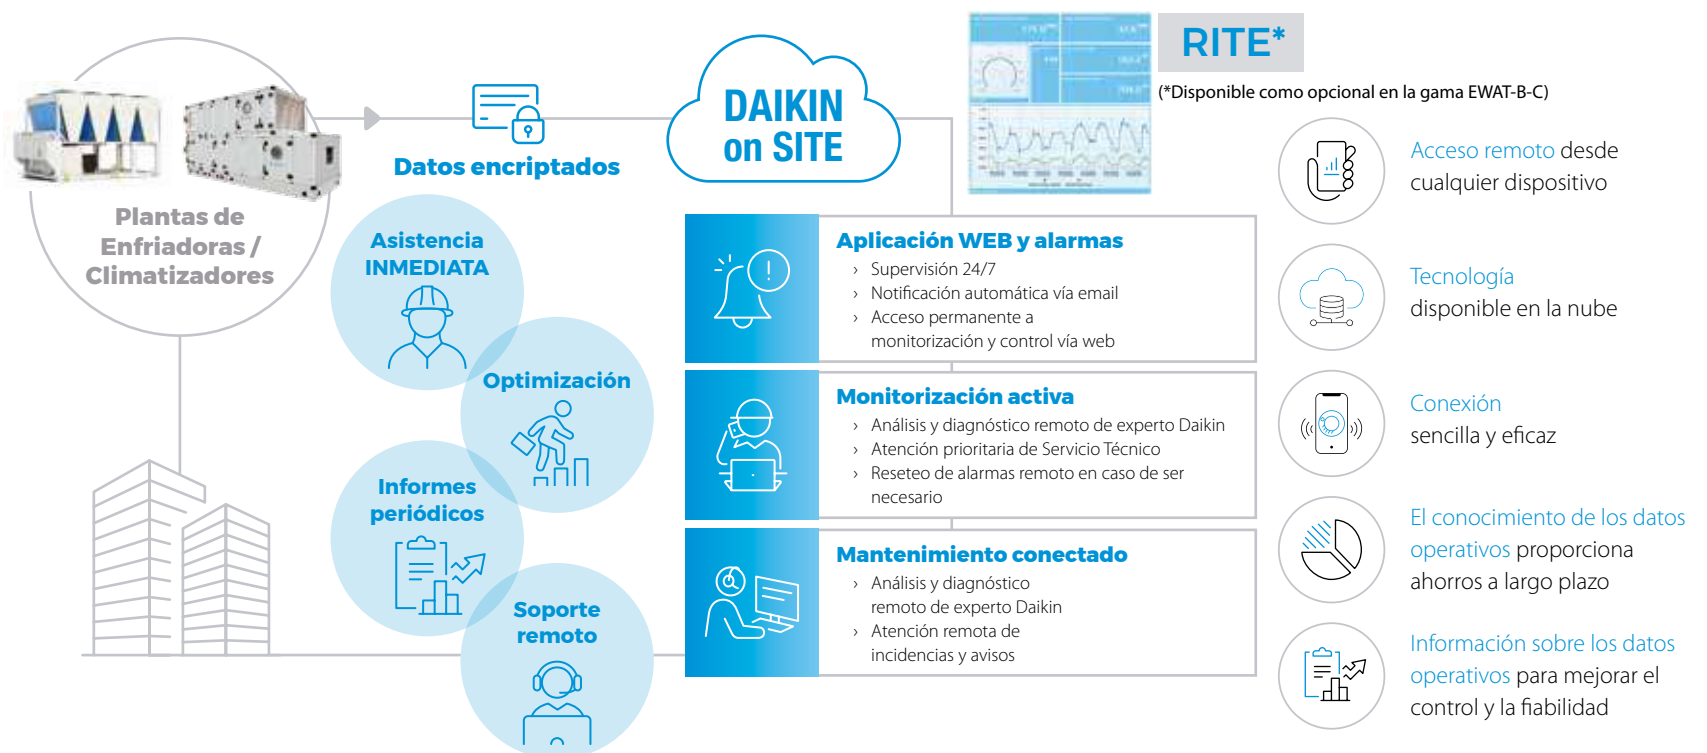 Plantas de
Enfriadoras /
Climatizadores
Datos encriptados
DAIKIN
on SITE
RITE*
(*Disponible como opcional en la gama EWAT-B-C)
Asistencia
INMEDIATA
Optimización
Informes
periódicos
Soporte
remoto
Aplicación WEB y alarmas
› Supervisión 24/7
› Notificación automática vía email
› Acceso permanente a
monitorización y control vía web
Monitorización activa
› Análisis y diagnóstico remoto de experto Daikin
› Atención prioritaria de Servicio Técnico
› Reseteo de alarmas remoto en caso de ser
necesario
Mantenimiento conectado
› Análisis y diagnóstico
remoto de experto Daikin
› Atención remota de
incidencias y avisos
Acceso remoto desde
cualquier dispositivo
Tecnología
disponible en la nube
Conexión
sencilla y eficaz
El conocimiento de los datos
operativos proporciona
ahorros a largo plazo
Información sobre los datos
operativos para mejorar el
control y la fiabilidad